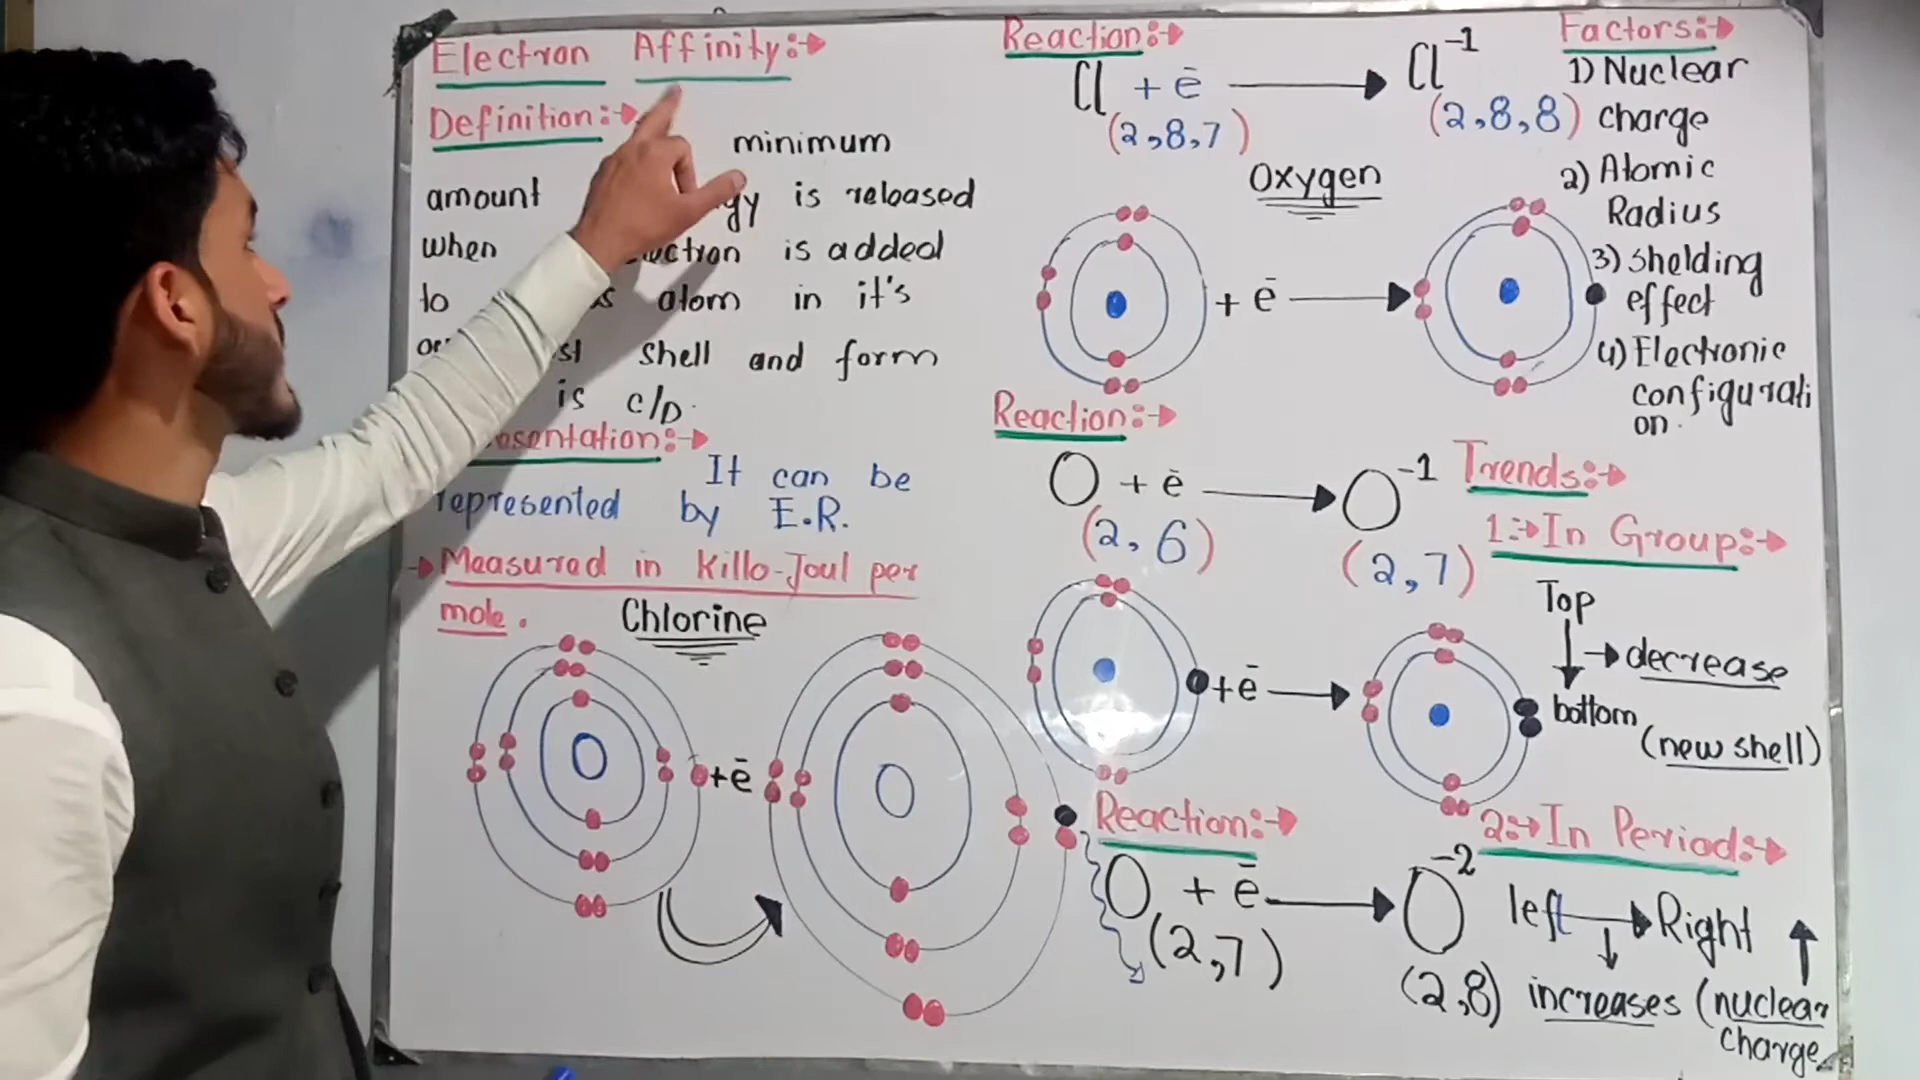 Electron Affinity:→
Definition:→
minimum
amount gy is released
when ctron is added
to s atom in it's
st shell and form
is c/D.
sentation:→
It can be
represented by E.R.
→ Measured in Killo-Joul per
mole.
Chlorine
+ē
Reaction:→
Cl + ē → Cl⁻¹
(2,8,7) (2,8,8)
Oxygen
+ ē →
Reaction:→
O + ē → O⁻¹
(2,6) (2,7)
+ē →
Reaction:→
O + ē → O⁻²
(2,7) (2,8)
Factors:→
1) Nuclear
charge
2) Atomic
Radius
3) Shelding
effect
4) Electronic
configurati
on.
Trends:→
1:→In Group:→
Top
→ decrease
bottom
(new shell)
2:→In Period:→
left → Right ↑
increases (nuclear
charge